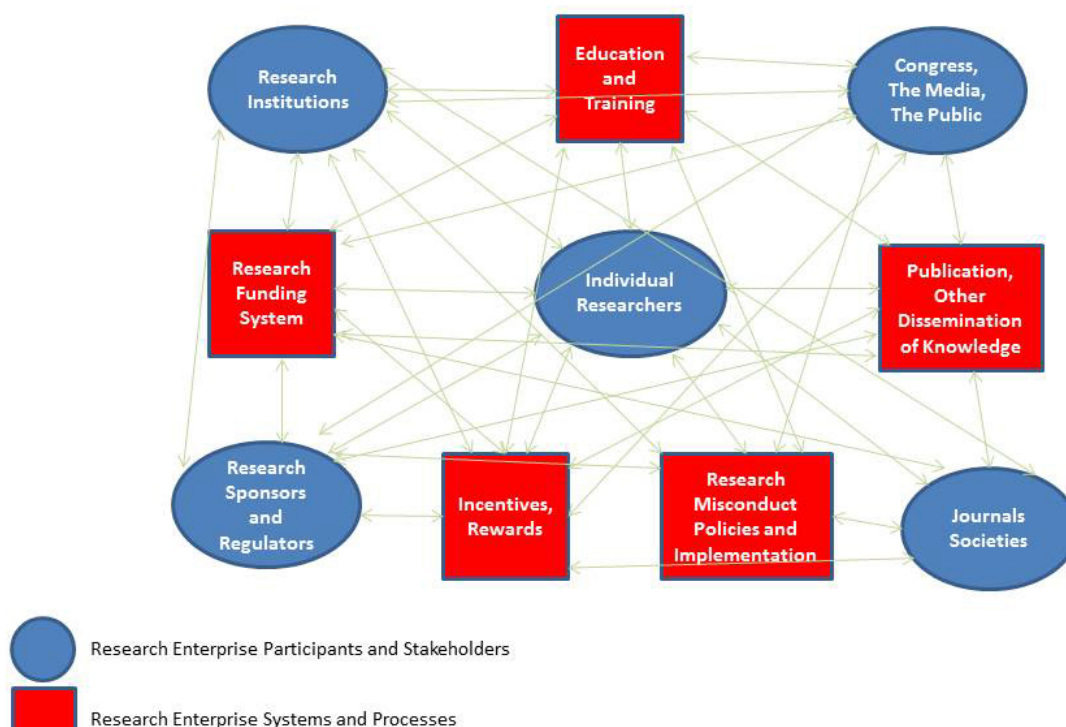 Research
Institutions
Education
and
Training
Congress,
The Media,
The Public
Research
Funding
System
Individual
Researchers
Publication,
Other
Dissemination
of Knowledge
Research
Sponsors
and
Regulators
Incentives,
Rewards
Research
Misconduct
Policies and
Implementation
Journals
Societies
Research Enterprise Participants and Stakeholders
Research Enterprise Systems and Processes